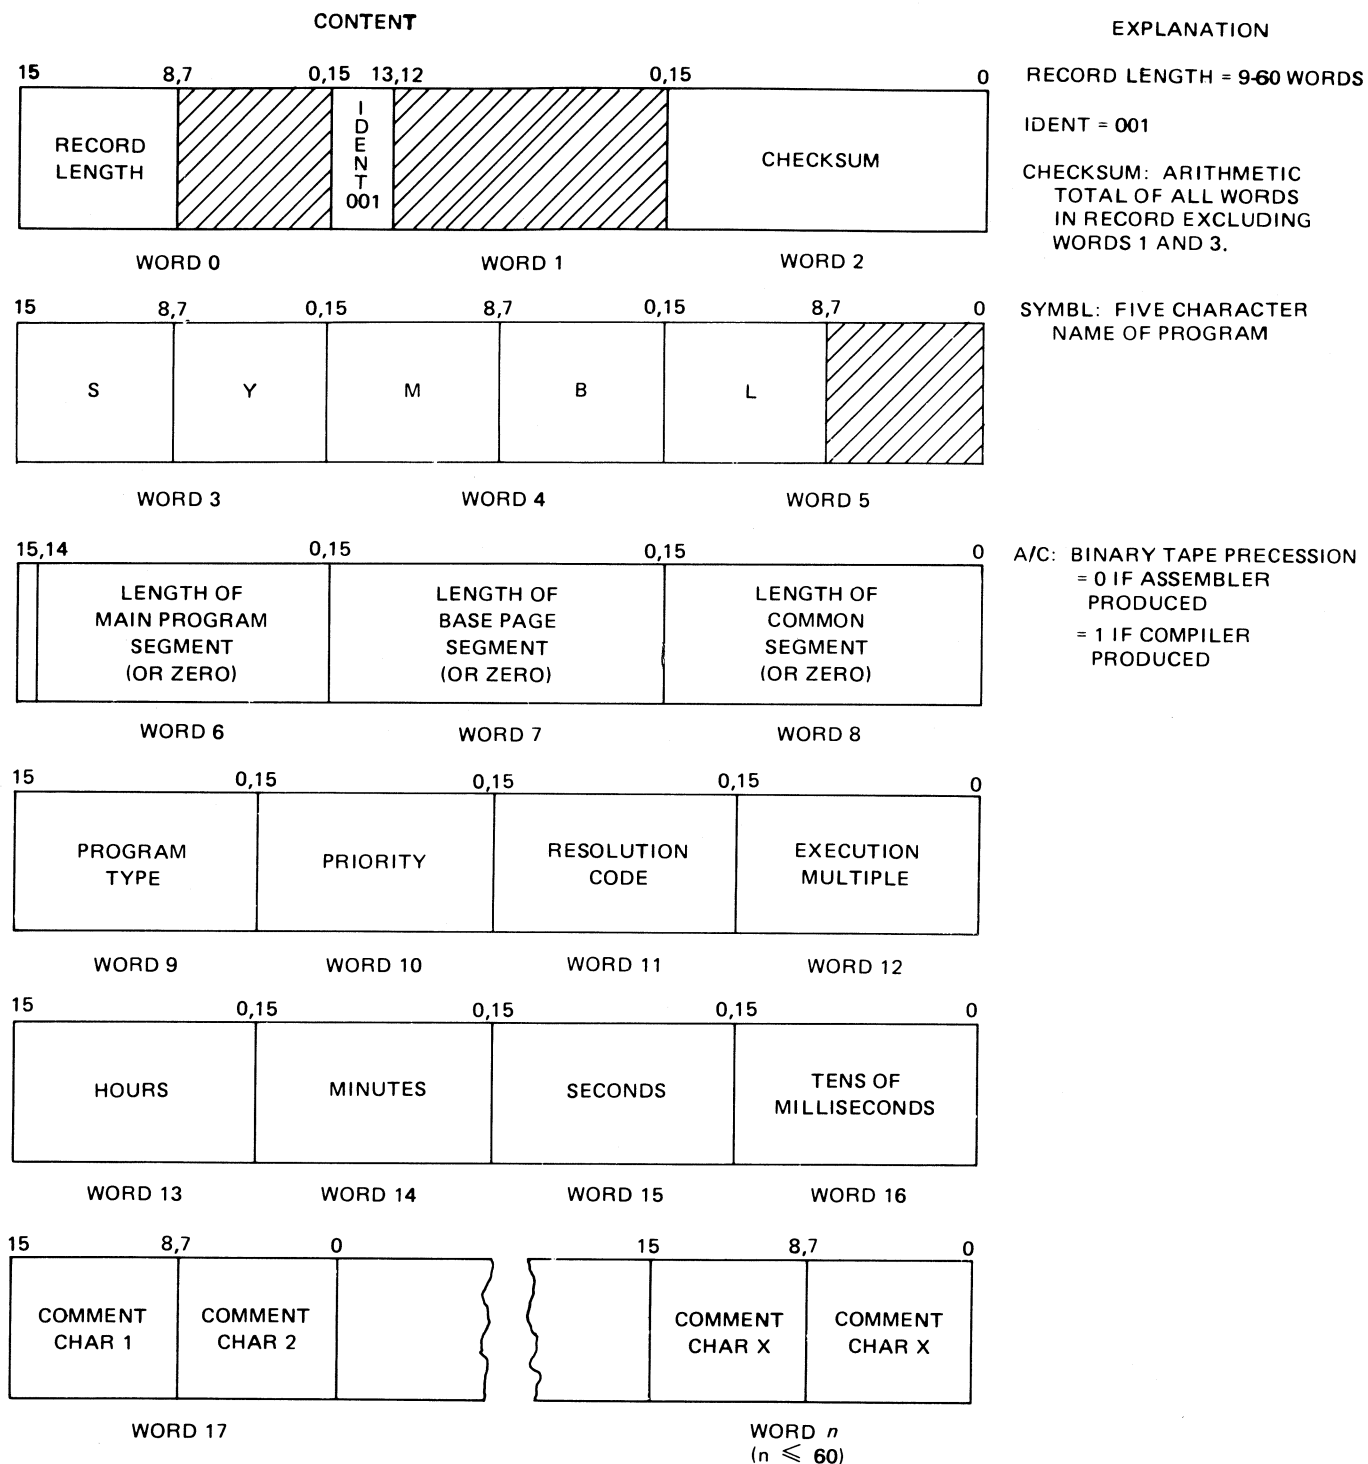 CONTENT
EXPLANATION
15 8,7 0,15 13,12 0,15 0
RECORD LENGTH = 9-60 WORDS
IDENT = 001
RECORD
LENGTH
IDENT
001
CHECKSUM
CHECKSUM: ARITHMETIC
TOTAL OF ALL WORDS
IN RECORD EXCLUDING
WORDS 1 AND 3.
WORD 0 WORD 1 WORD 2
15 8,7 0,15 8,7 0,15 8,7 0
SYMBL: FIVE CHARACTER
NAME OF PROGRAM
S Y M B L
WORD 3 WORD 4 WORD 5
15,14 0,15 0,15 0
A/C: BINARY TAPE PRECESSION
= 0 IF ASSEMBLER
PRODUCED
= 1 IF COMPILER
PRODUCED
LENGTH OF
MAIN PROGRAM
SEGMENT
(OR ZERO)
LENGTH OF
BASE PAGE
SEGMENT
(OR ZERO)
LENGTH OF
COMMON
SEGMENT
(OR ZERO)
WORD 6 WORD 7 WORD 8
15 0,15 0,15 0,15 0
PROGRAM
TYPE
PRIORITY
RESOLUTION
CODE
EXECUTION
MULTIPLE
WORD 9 WORD 10 WORD 11 WORD 12
15 0,15 0,15 0,15 0
HOURS
MINUTES
SECONDS
TENS OF
MILLISECONDS
WORD 13 WORD 14 WORD 15 WORD 16
15 8,7 0 15 8,7 0
COMMENT
CHAR 1
COMMENT
CHAR 2
COMMENT
CHAR X
COMMENT
CHAR X
WORD 17
WORD n
(n ⩽ 60)